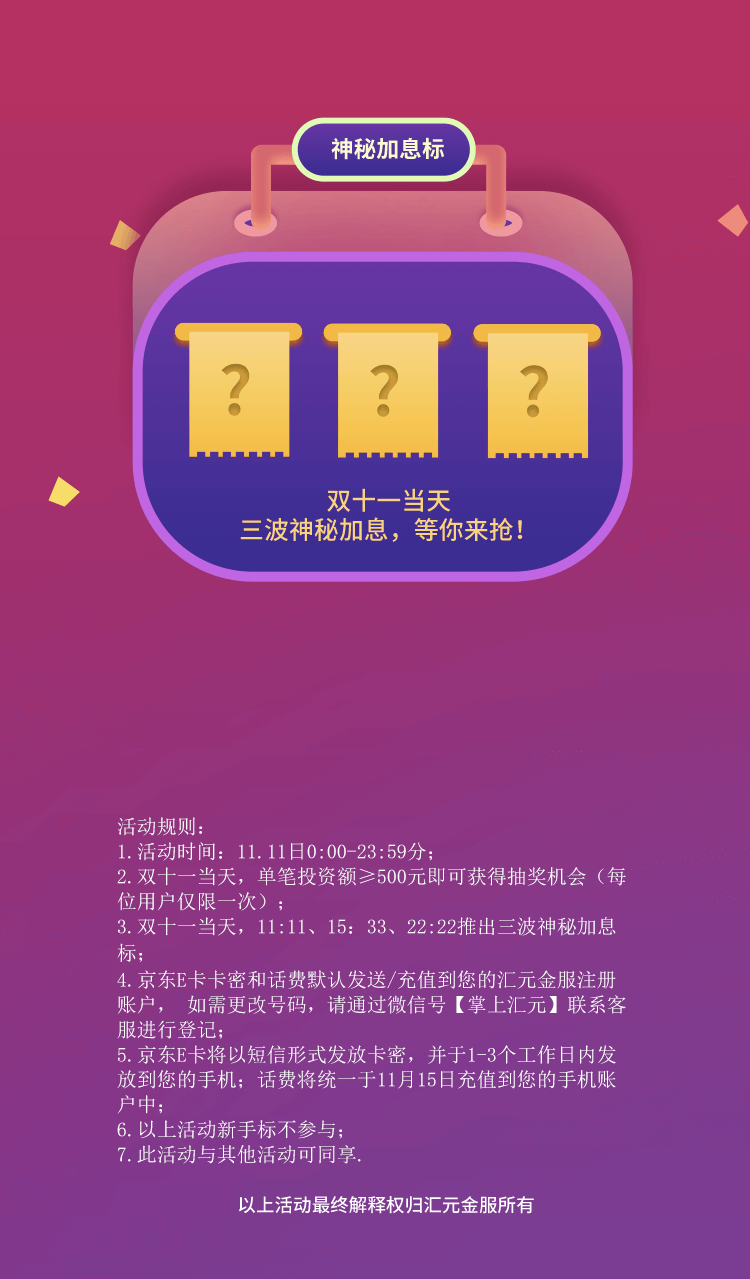 神秘加息标
? ? ?
双十一当天
三波神秘加息，等你来抢！
活动规则：
1.活动时间：11.11日0:00-23:59分；
2.双十一当天，单笔投资额≥500元即可获得抽奖机会（每
位用户仅限一次）；
3.双十一当天，11:11、15：33、22:22推出三波神秘加息
标；
4.京东E卡卡密和话费默认发送/充值到您的汇元金服注册
账户， 如需更改号码，请通过微信号【掌上汇元】联系客
服进行登记；
5.京东E卡将以短信形式发放卡密，并于1-3个工作日内发
放到您的手机；话费将统一于11月15日充值到您的手机账
户中；
6.以上活动新手标不参与；
7.此活动与其他活动可同享.
以上活动最终解释权归汇元金服所有